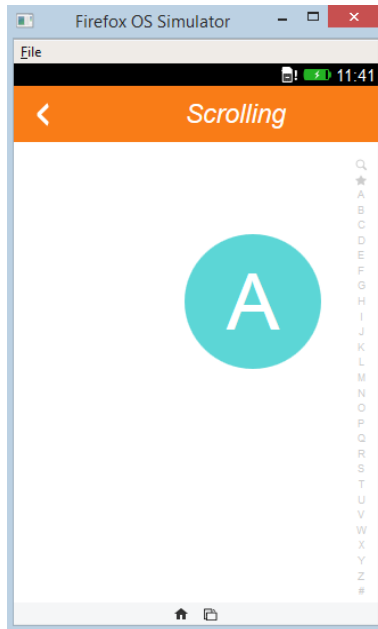 Firefox OS Simulator
File
11:41
Scrolling
A
A
B
C
D
E
F
G
H
I
J
K
L
M
N
O
P
Q
R
S
T
U
V
W
X
Y
Z
#